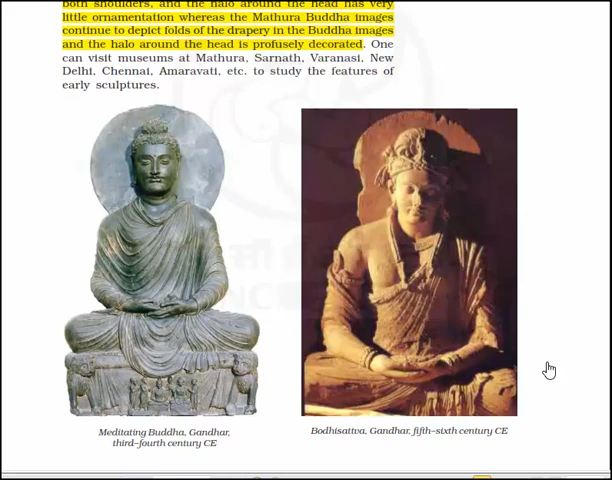 both shoulders, and the halo around the head has very
little ornamentation whereas the Mathura Buddha images
continue to depict folds of the drapery in the Buddha images
and the halo around the head is profusely decorated. One
can visit museums at Mathura, Sarnath, Varanasi, New
Delhi, Chennai, Amaravati, etc. to study the features of
early sculptures.
Meditating Buddha, Gandhar,
third–fourth century CE
Bodhisattva, Gandhar, fifth–sixth century CE